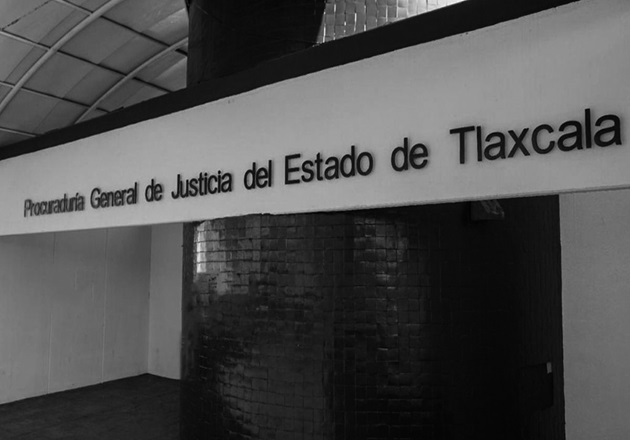 Procuraduría General de Justicia del Estado de Tlaxcala